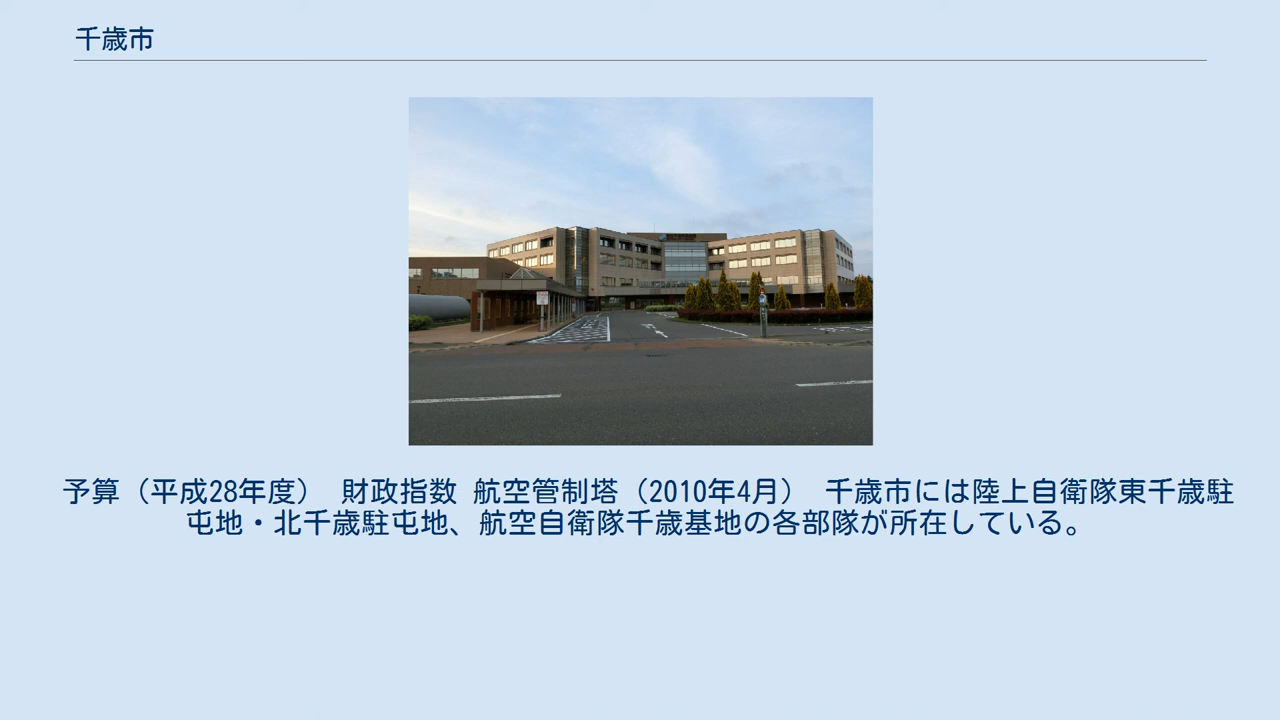 千歳市
予算（平成28年度） 財政指数 航空管制塔（2010年4月） 千歳市には陸上自衛隊東千歳駐
屯地・北千歳駐屯地、航空自衛隊千歳基地の各部隊が所在している。